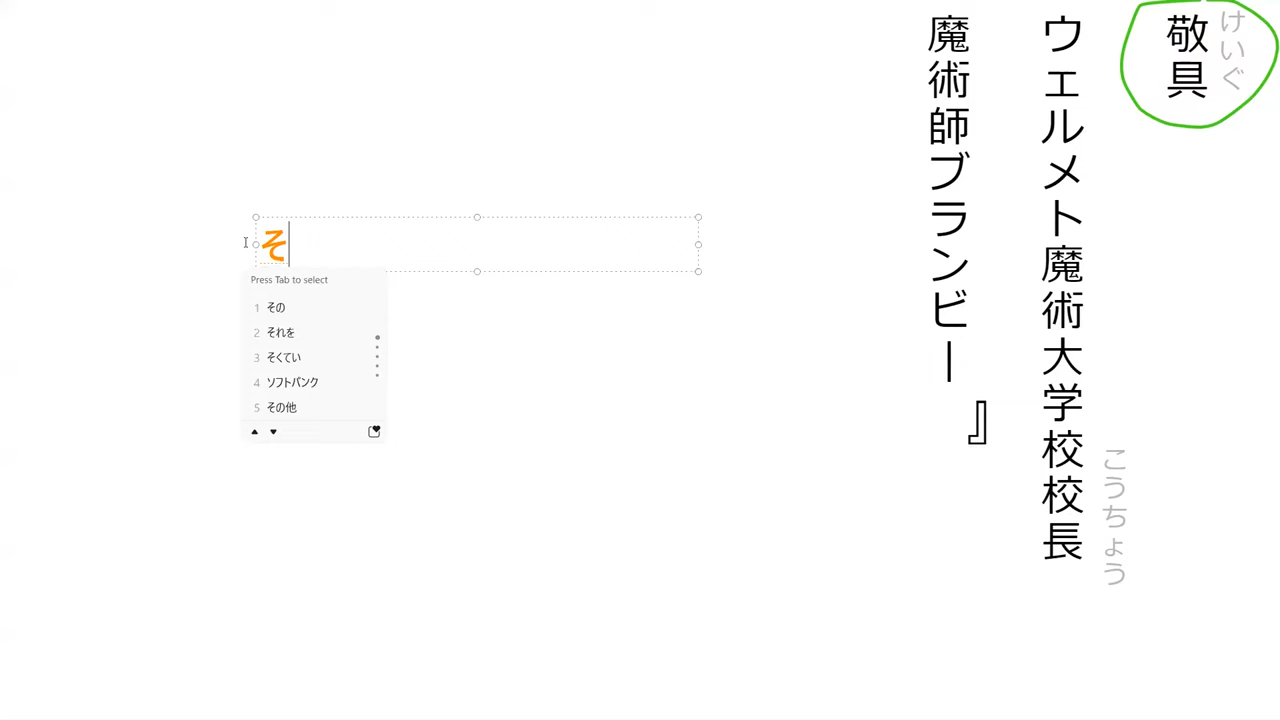 けいぐ
敬具
ウェルメト魔術大学校校長
こうちょう
魔術師ブランビー
』
そ
Press Tab to select
1 その
2 それを
3 そくてい
4 ソフトバンク
5 その他